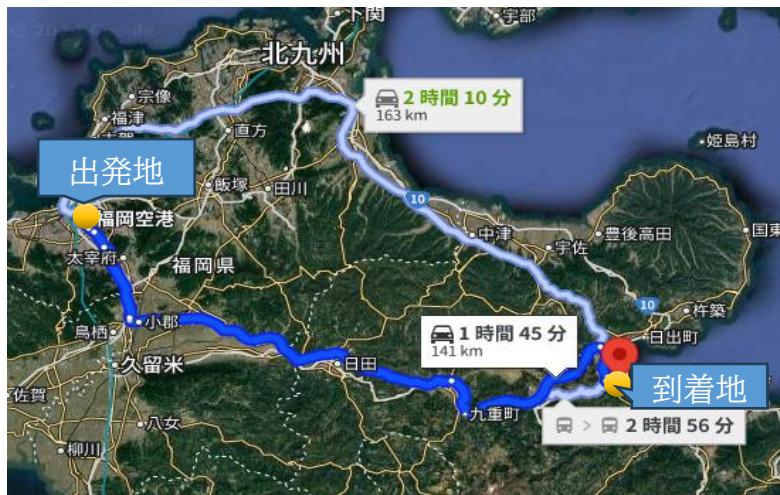 下関
宇部
北九州
宗像
福津
2 時間 10 分
163 km
直方
姫島村
出発地
飯塚
田川
10
福岡空港
中津
宇佐
豊後高田
国東
太宰府
福岡県
10
杵築
鳥栖
小郡
1 時間 45 分
141 km
日出町
久留米
日田
到着地
佐賀
九重町
八女
> 2 時間 56 分
柳川